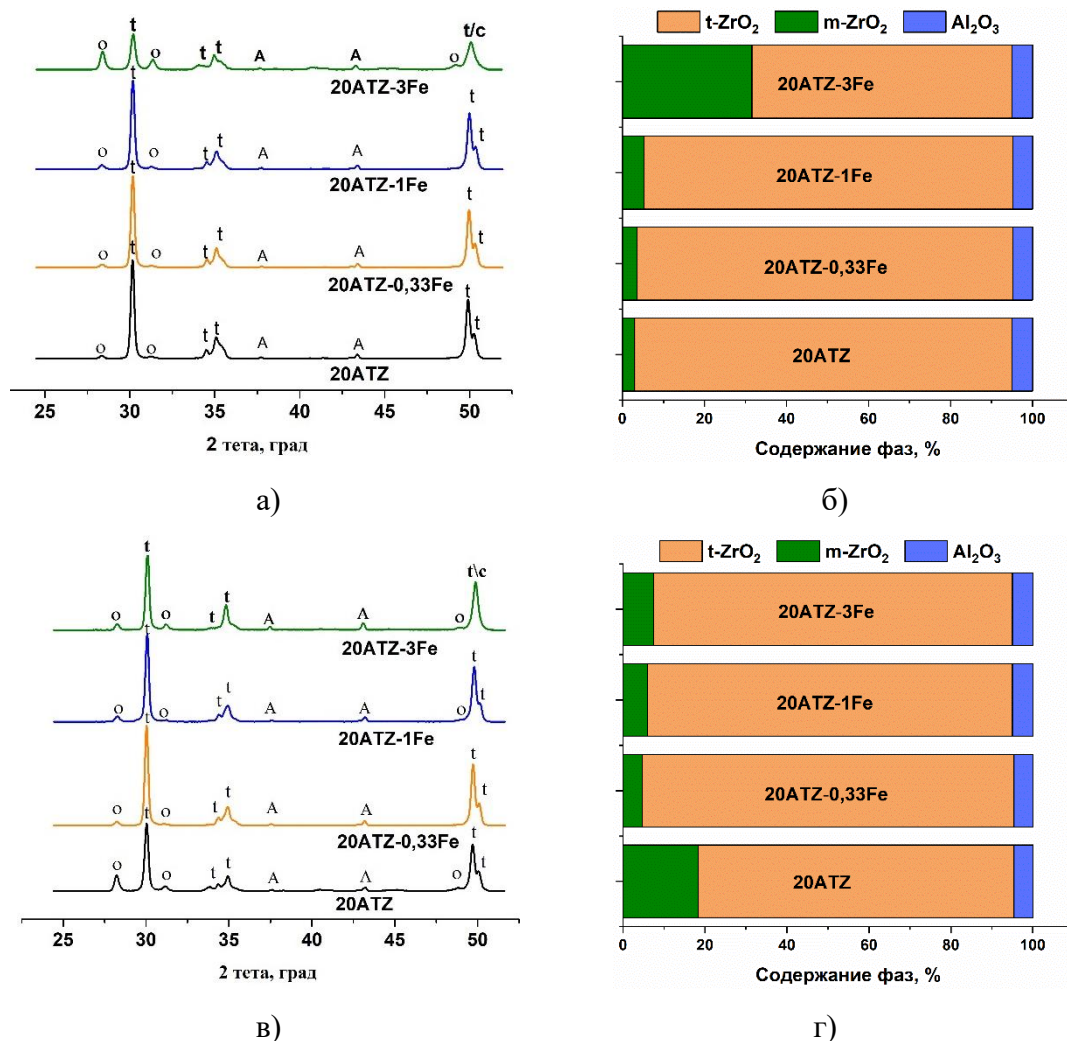 o t o t t A A o t/c
20ATZ-3Fe
o t o t t A A t t
20ATZ-1Fe
o t o t t A A t t
20ATZ-0,33Fe
o t o t t A A t t
20ATZ
25 30 35 40 45 50
2 тета, град
а)
t-ZrO₂ m-ZrO₂ Al₂O₃
20ATZ-3Fe
20ATZ-1Fe
20ATZ-0,33Fe
20ATZ
0 20 40 60 80 100
Содержание фаз, %
б)
o t o t t A A o t\c
20ATZ-3Fe
o t o t t A A o t t
20ATZ-1Fe
o t o t t A A t t
20ATZ-0,33Fe
o t o t t A A o t t
20ATZ
25 30 35 40 45 50
2 тета, град
в)
t-ZrO₂ m-ZrO₂ Al₂O₃
20ATZ-3Fe
20ATZ-1Fe
20ATZ-0,33Fe
20ATZ
0 20 40 60 80 100
Содержание фаз, %
г)